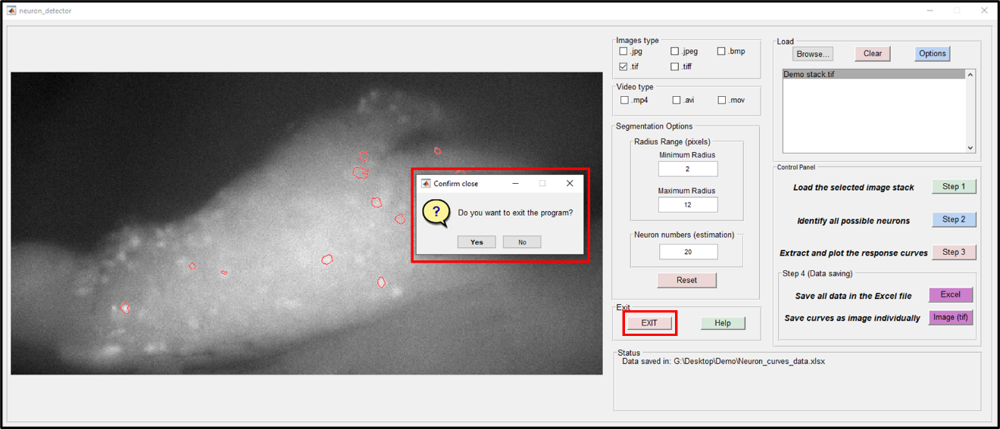 neuron_detector
Images type
.jpg .jpeg .bmp
.tif .tiff
Video type
.mp4 .avi .mov
Segmentation Options
Radius Range (pixels)
Minimum Radius
2
Maximum Radius
12
Neuron numbers (estimation)
20
Reset
Exit
EXIT Help
Load
Browse... Clear Options
Demo stack.tif
Control Panel
Load the selected image stack Step 1
Identify all possible neurons Step 2
Extract and plot the response curves Step 3
Step 4 (Data saving)
Save all data in the Excel file Excel
Save curves as image individually Image (tif)
Status
Data saved in: G:\Desktop\Demo\Neuron_curves_data.xlsx
Confirm close
?
Do you want to exit the program?
Yes No